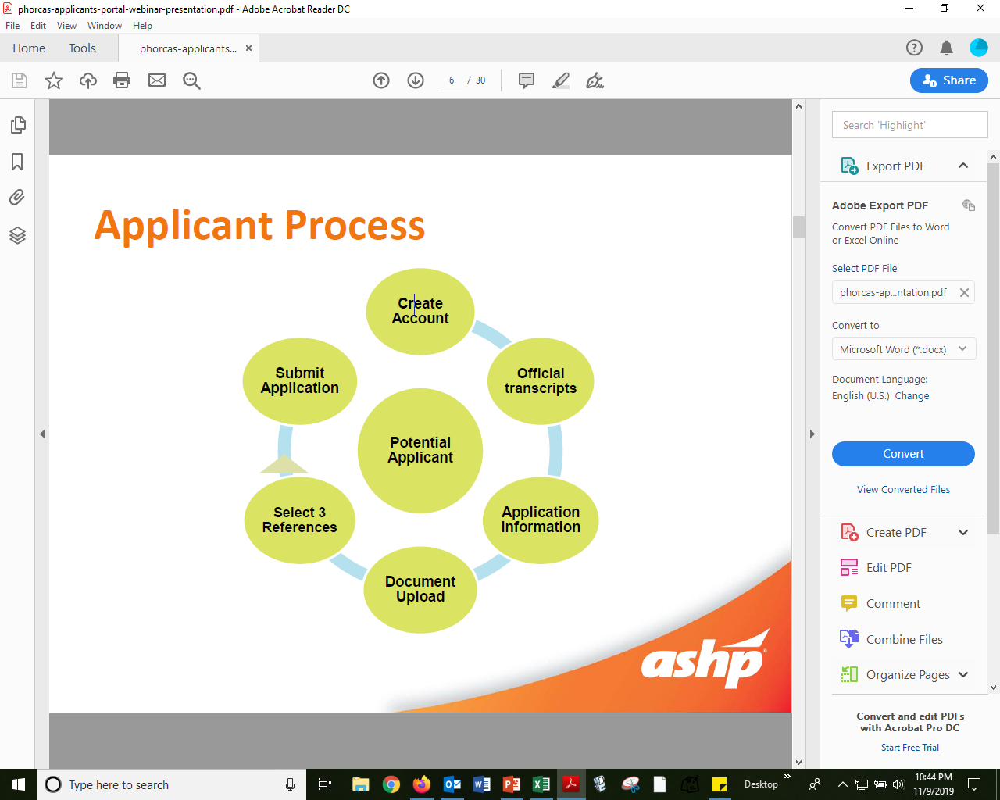 phorcas-applicants-portal-webinar-presentation.pdf - Adobe Acrobat Reader DC
File Edit View Window Help
Home Tools phorcas-applicants...
6 / 30
Share
Search 'Highlight'
Export PDF
Adobe Export PDF
Convert PDF Files to Word
or Excel Online
Select PDF File
phorcas-ap...ntation.pdf
Convert to
Microsoft Word (*.docx)
Document Language:
English (U.S.) Change
Convert
View Converted Files
Create PDF
Edit PDF
Comment
Combine Files
Organize Pages
Convert and edit PDFs
with Acrobat Pro DC
Start Free Trial
Applicant Process
Create
Account
Official
transcripts
Application
Information
Document
Upload
Select 3
References
Submit
Application
Potential
Applicant
ashp®
Type here to search
Desktop
10:44 PM
11/9/2019